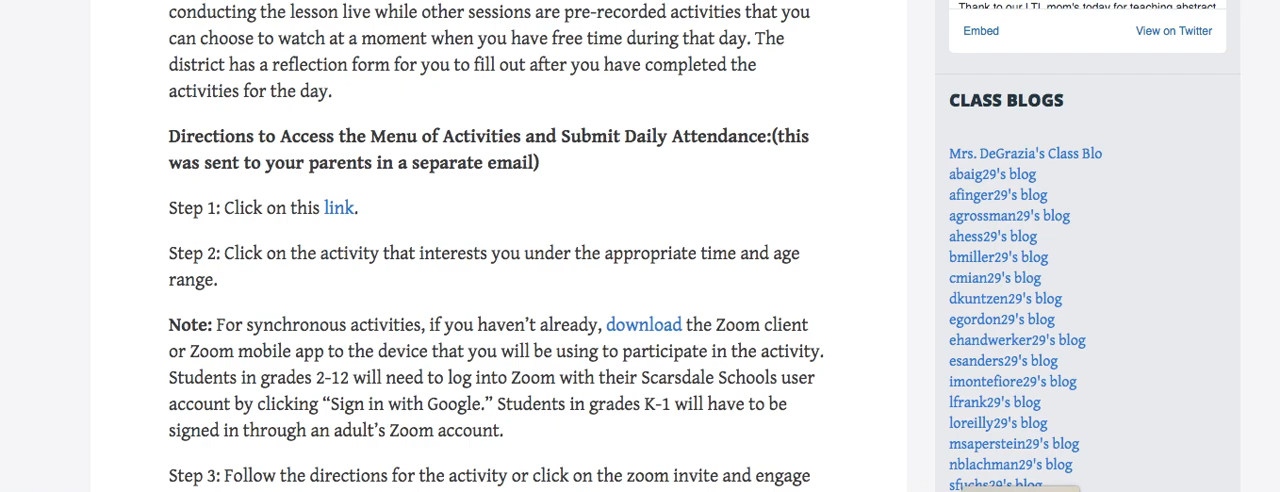 conducting the lesson live while other sessions are pre-recorded activities that you
can choose to watch at a moment when you have free time during that day. The
district has a reflection form for you to fill out after you have completed the
activities for the day.
Directions to Access the Menu of Activities and Submit Daily Attendance:(this
was sent to your parents in a separate email)
Step 1: Click on this link.
Step 2: Click on the activity that interests you under the appropriate time and age
range.
Note: For synchronous activities, if you haven’t already, download the Zoom client
or Zoom mobile app to the device that you will be using to participate in the activity.
Students in grades 2-12 will need to log into Zoom with their Scarsdale Schools user
account by clicking “Sign in with Google.” Students in grades K-1 will have to be
signed in through an adult’s Zoom account.
Step 3: Follow the directions for the activity or click on the zoom invite and engage
Thank to our LTL mom's today for teaching abstract
Embed View on Twitter
CLASS BLOGS
Mrs. DeGrazia's Class Blo
abaig29's blog
afinger29's blog
agrossman29's blog
ahess29's blog
bmiller29's blog
cmian29's blog
dkuntzen29's blog
egordon29's blog
ehandwerker29's blog
esanders29's blog
imontefiore29's blog
lfrank29's blog
loreilly29's blog
msaperstein29's blog
nblachman29's blog
sfuchs29's blog